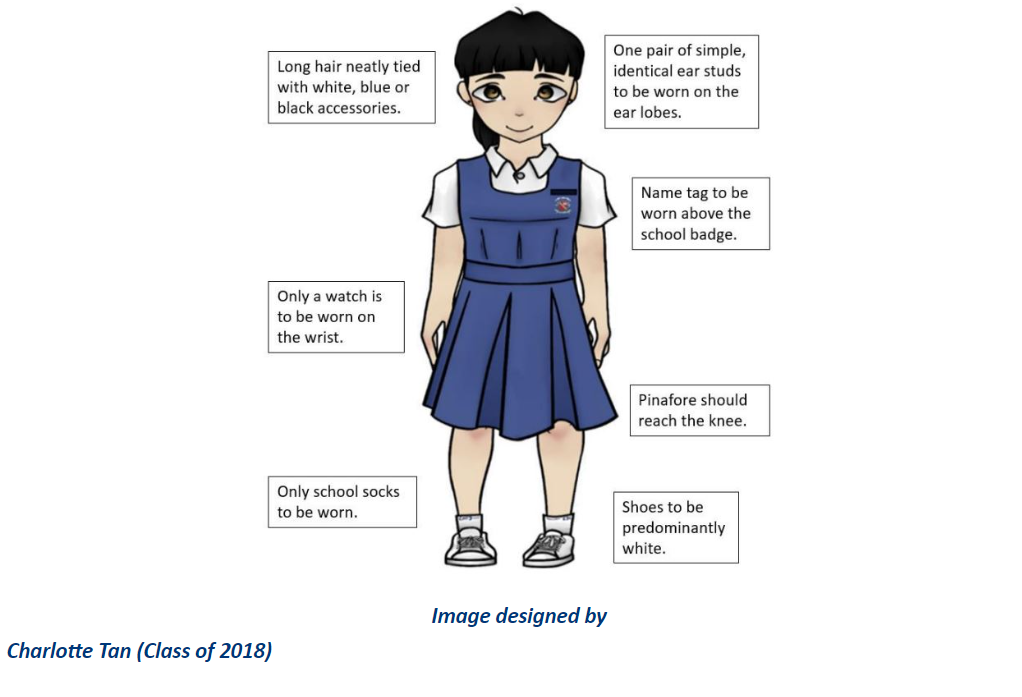 Long hair neatly tied
with white, blue or
black accessories.
One pair of simple,
identical ear studs
to be worn on the
ear lobes.
Name tag to be
worn above the
school badge.
Only a watch is
to be worn on
the wrist.
Pinafore should
reach the knee.
Only school socks
to be worn.
Shoes to be
predominantly
white.
Image designed by
Charlotte Tan (Class of 2018)